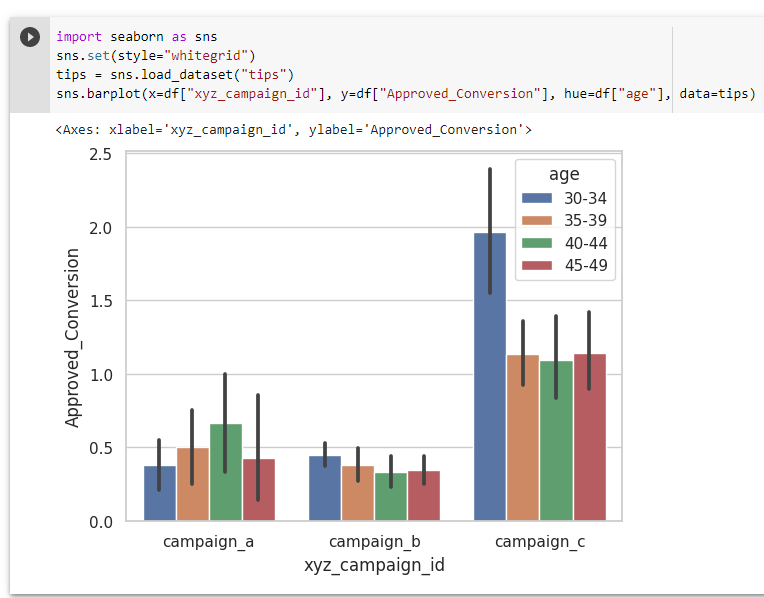 import seaborn as sns
sns.set(style="whitegrid")
tips = sns.load_dataset("tips")
sns.barplot(x=df["xyz_campaign_id"], y=df["Approved_Conversion"], hue=df["age"], data=tips)
<Axes: xlabel='xyz_campaign_id', ylabel='Approved_Conversion'>
2.5
2.0
1.5
1.0
0.5
0.0
Approved_Conversion
age
30-34
35-39
40-44
45-49
campaign_a
campaign_b
campaign_c
xyz_campaign_id